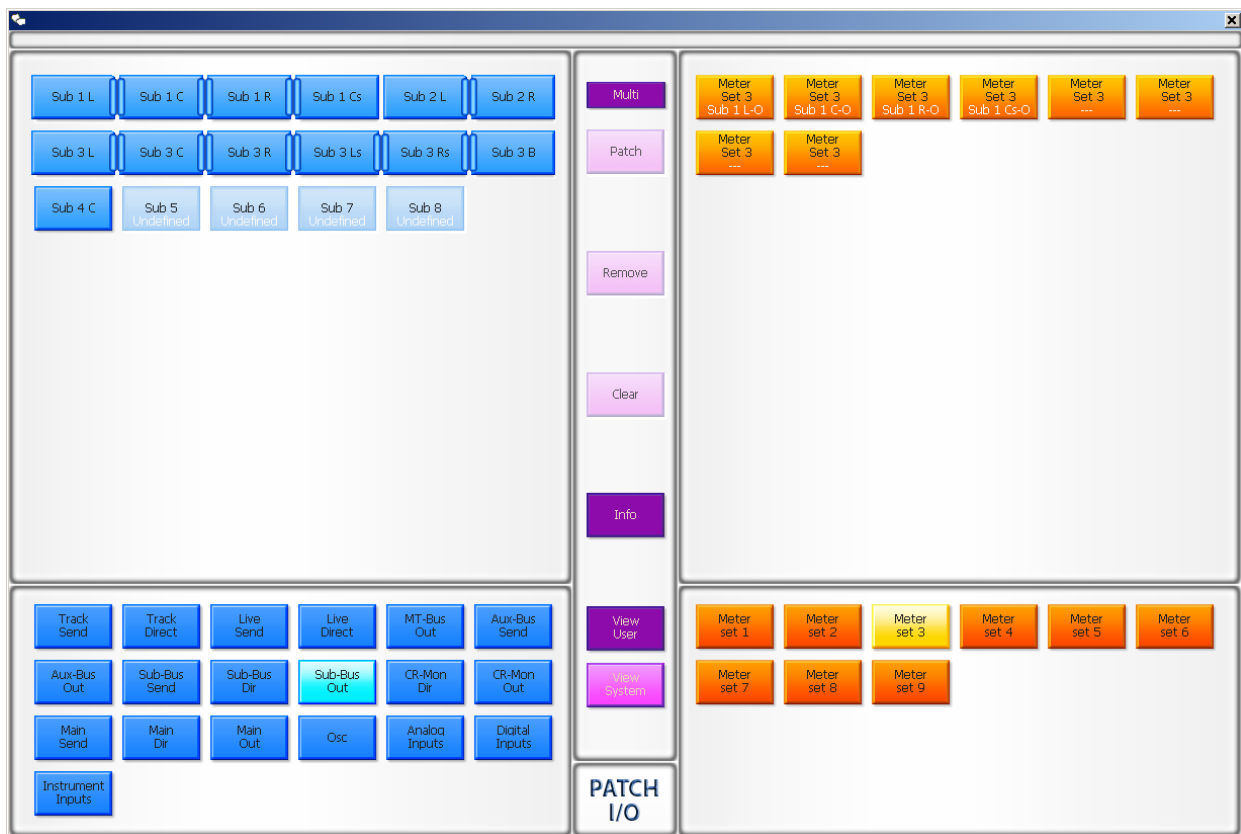 Sub 1 L
Sub 1 C
Sub 1 R
Sub 1 Cs
Sub 2 L
Sub 2 R
Sub 3 L
Sub 3 C
Sub 3 R
Sub 3 Ls
Sub 3 Rs
Sub 3 B
Sub 4 C
Sub 5
Undefined
Sub 6
Undefined
Sub 7
Undefined
Sub 8
Undefined
Multi
Patch
Remove
Clear
Info
View
User
View
System
PATCH
I/O
Meter
Set 3
Sub 1 L-O
Meter
Set 3
Sub 1 C-O
Meter
Set 3
Sub 1 R-O
Meter
Set 3
Sub 1 Cs-O
Meter
Set 3
---
Meter
Set 3
---
Meter
Set 3
---
Meter
Set 3
---
Track
Send
Track
Direct
Live
Send
Live
Direct
MT-Bus
Out
Aux-Bus
Send
Aux-Bus
Out
Sub-Bus
Send
Sub-Bus
Dir
Sub-Bus
Out
CR-Mon
Dir
CR-Mon
Out
Main
Send
Main
Dir
Main
Out
Osc
Analog
Inputs
Digital
Inputs
Instrument
Inputs
Meter
set 1
Meter
set 2
Meter
set 3
Meter
set 4
Meter
set 5
Meter
set 6
Meter
set 7
Meter
set 8
Meter
set 9